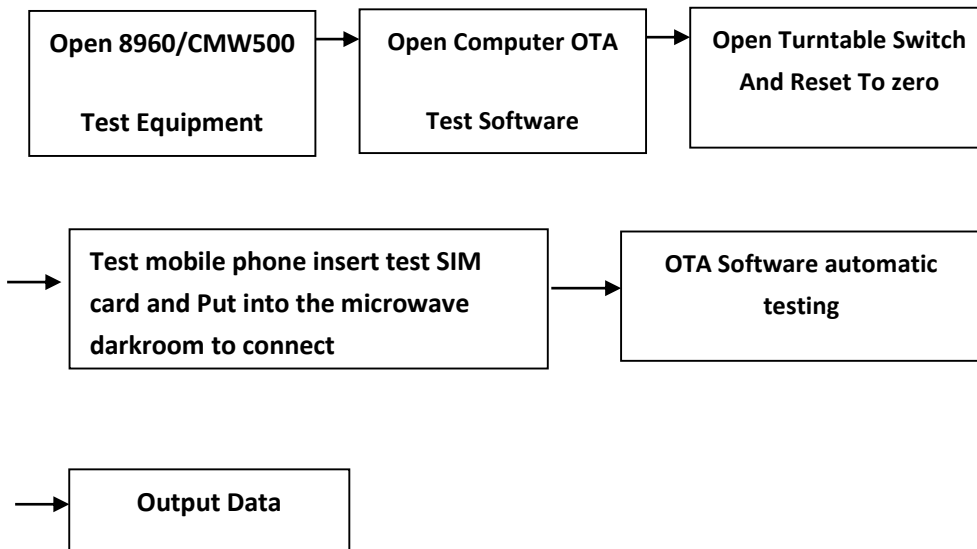 Open 8960/CMW500
Test Equipment
Open Computer OTA
Test Software
Open Turntable Switch
And Reset To zero
Test mobile phone insert test SIM
card and Put into the microwave
darkroom to connect
OTA Software automatic
testing
Output Data